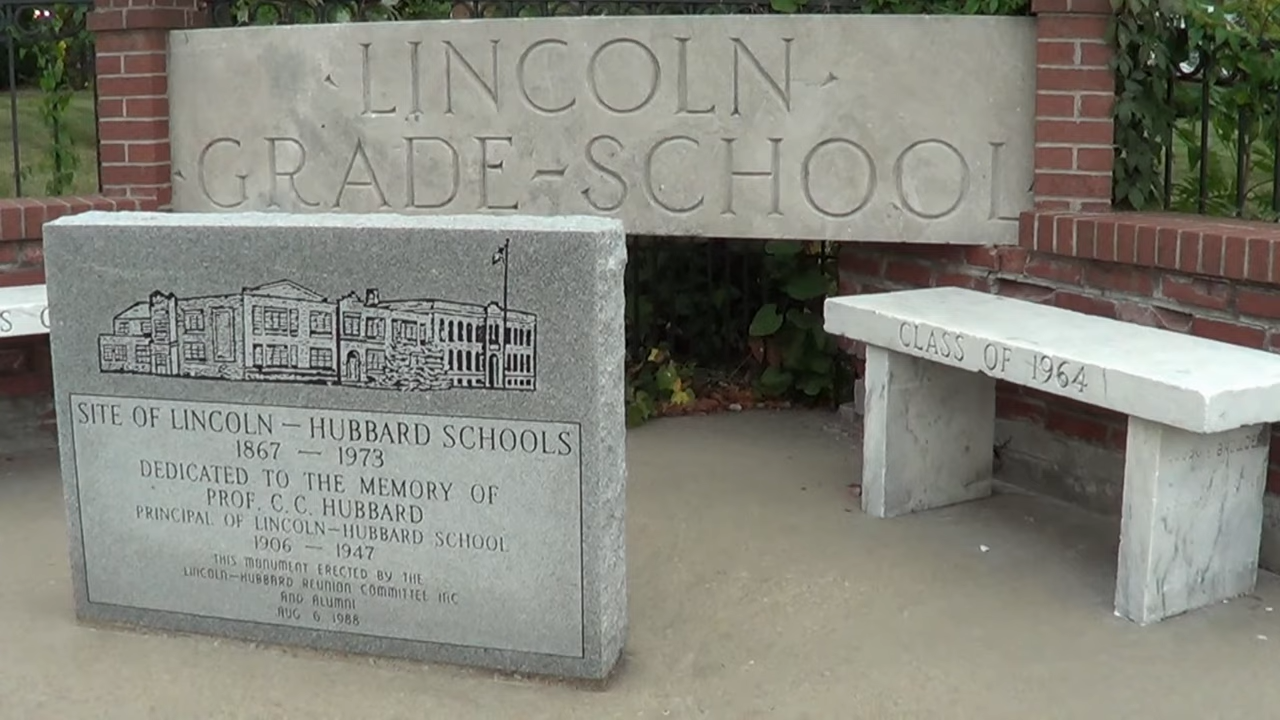 ·LINCOLN·
·GRADE-SCHOOL·
SITE OF LINCOLN — HUBBARD SCHOOLS
1867 — 1973
DEDICATED TO THE MEMORY OF
PROF. C. C. HUBBARD
PRINCIPAL OF LINCOLN—HUBBARD SCHOOL
1906 — 1947
THIS MONUMENT ERECTED BY THE
LINCOLN—HUBBARD REUNION COMMITTEE INC
AND ALUMNI
AUG 6 1988
CLASS OF 1964